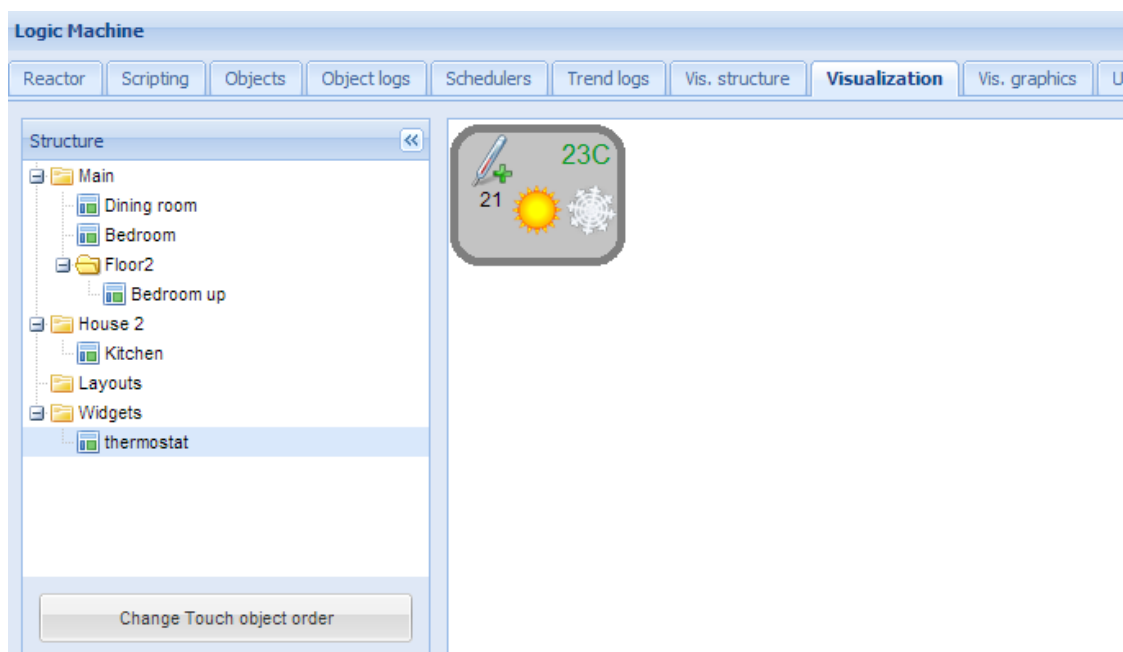 Logic Machine
Reactor Scripting Objects Object logs Schedulers Trend logs Vis. structure Visualization Vis. graphics U
Structure
Main
Dining room
Bedroom
Floor2
Bedroom up
House 2
Kitchen
Layouts
Widgets
thermostat
Change Touch object order
23C
21